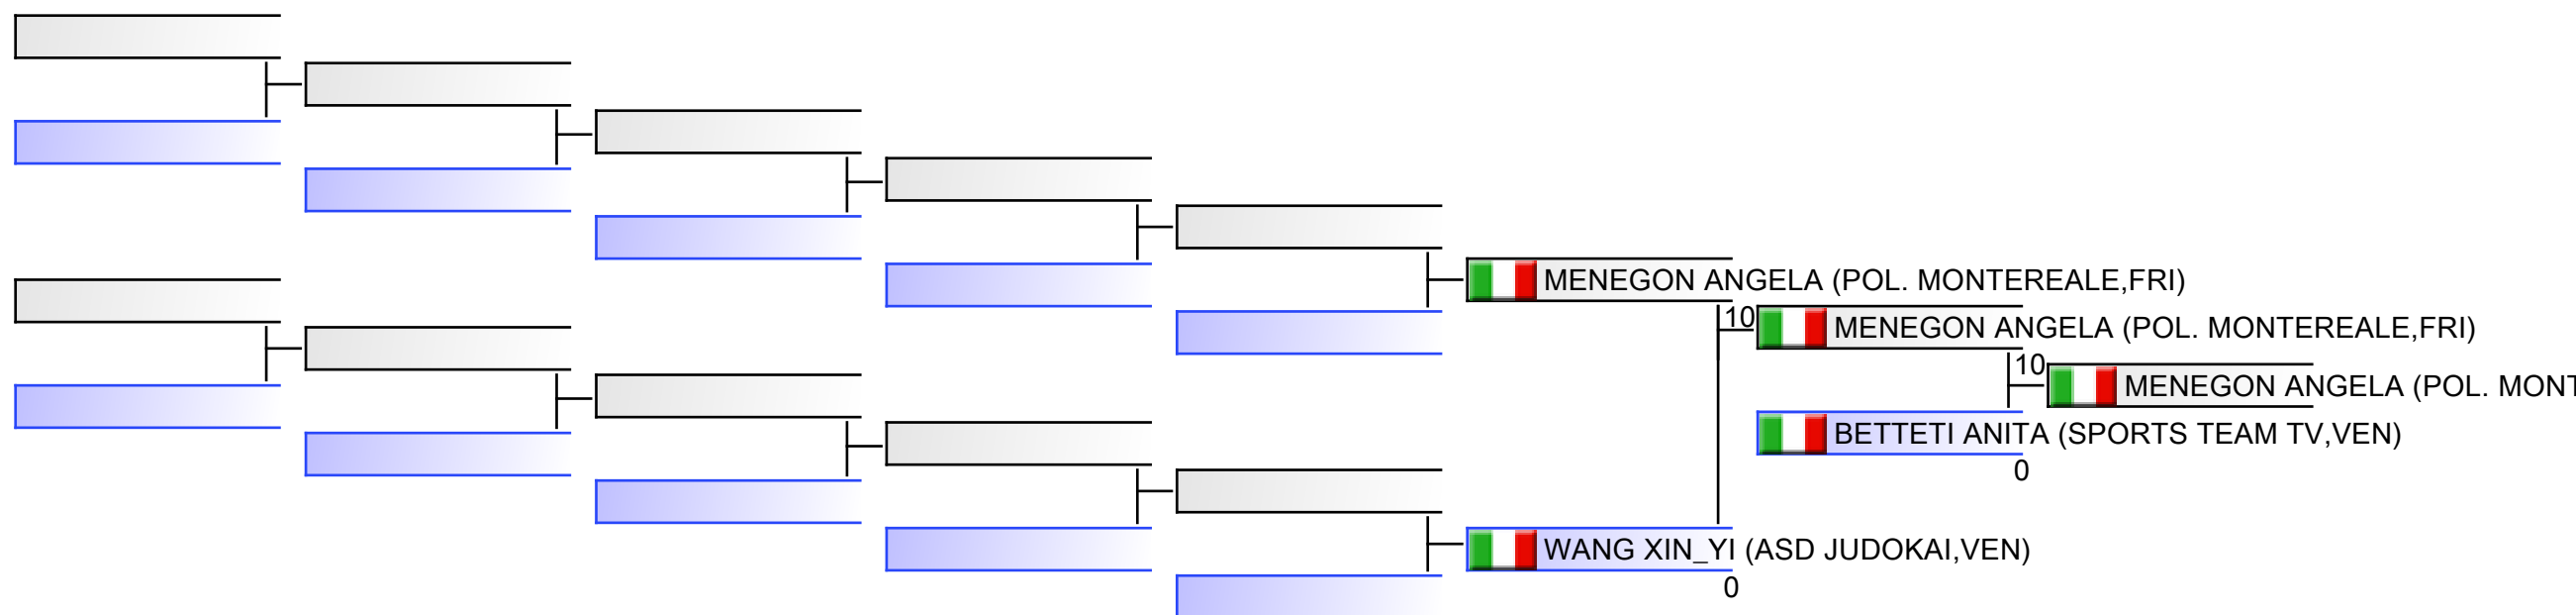 MENEGON ANGELA (POL. MONTEREALE,FRI)
10
MENEGON ANGELA (POL. MONTEREALE,FRI)
10
MENEGON ANGELA (POL. MONT
BETTETI ANITA (SPORTS TEAM TV,VEN)
0
WANG XIN_YI (ASD JUDOKAI,VEN)
0